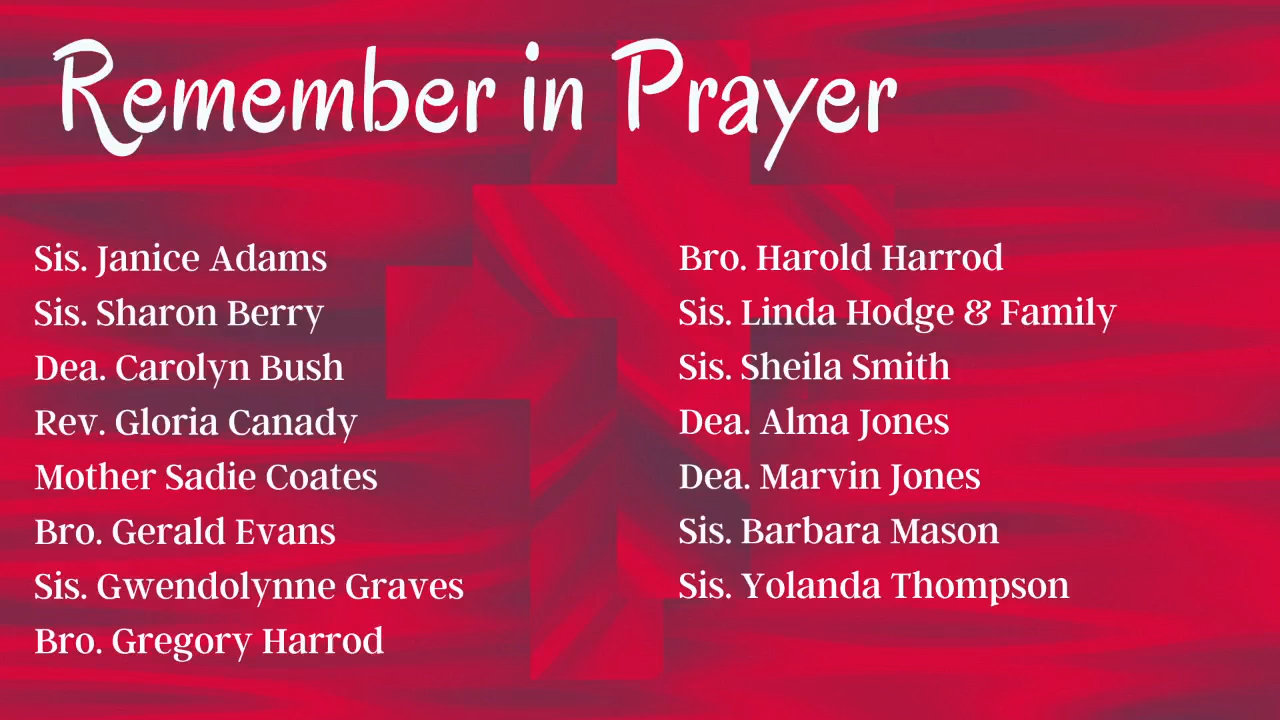 Remember in Prayer
Sis. Janice Adams
Sis. Sharon Berry
Dea. Carolyn Bush
Rev. Gloria Canady
Mother Sadie Coates
Bro. Gerald Evans
Sis. Gwendolynne Graves
Bro. Gregory Harrod
Bro. Harold Harrod
Sis. Linda Hodge & Family
Sis. Sheila Smith
Dea. Alma Jones
Dea. Marvin Jones
Sis. Barbara Mason
Sis. Yolanda Thompson